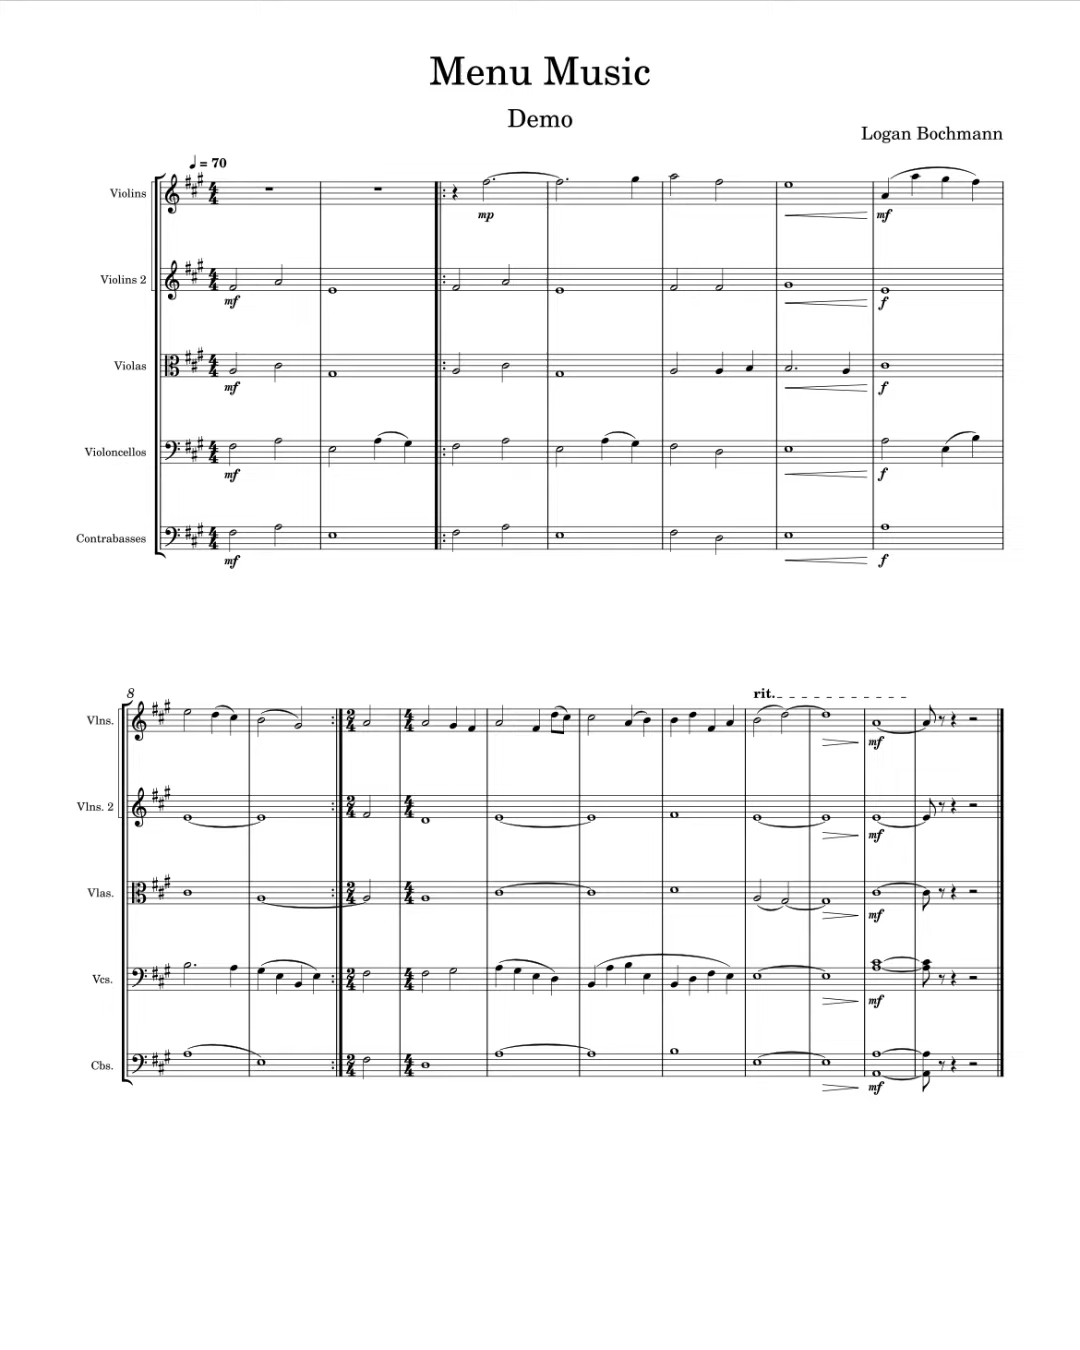 Menu Music
Demo
Logan Bochmann
= 70
Violins
mp
mf
Violins 2
mf
f
Violas
mf
f
Violoncellos
mf
f
Contrabasses
mf
f
8
rit.
Vlns.
mf
Vlns. 2
mf
Vlas.
mf
Vcs.
mf
Cbs.
mf